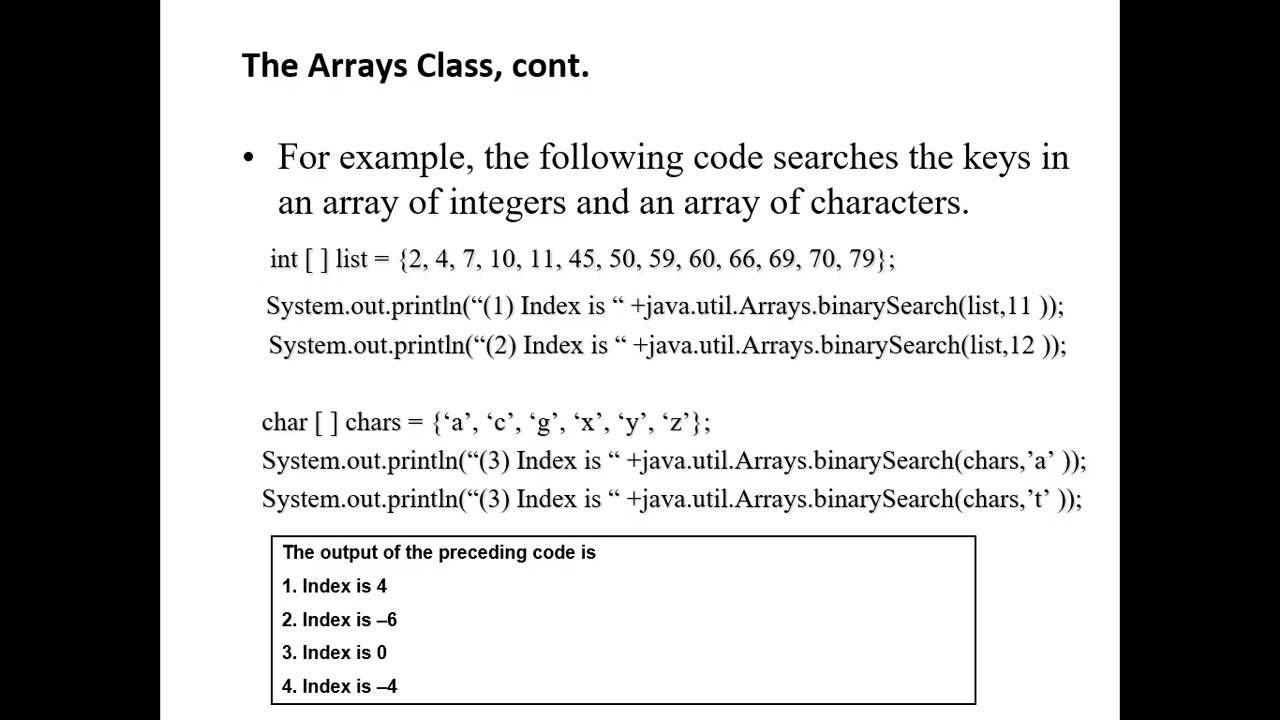 The Arrays Class, cont.
• For example, the following code searches the keys in
an array of integers and an array of characters.
int [ ] list = {2, 4, 7, 10, 11, 45, 50, 59, 60, 66, 69, 70, 79};
System.out.println(“(1) Index is “ +java.util.Arrays.binarySearch(list,11 ));
System.out.println(“(2) Index is “ +java.util.Arrays.binarySearch(list,12 ));
char [ ] chars = {‘a’, ‘c’, ‘g’, ‘x’, ‘y’, ‘z’};
System.out.println(“(3) Index is “ +java.util.Arrays.binarySearch(chars,’a’ ));
System.out.println(“(3) Index is “ +java.util.Arrays.binarySearch(chars,’t’ ));
The output of the preceding code is
1. Index is 4
2. Index is –6
3. Index is 0
4. Index is –4